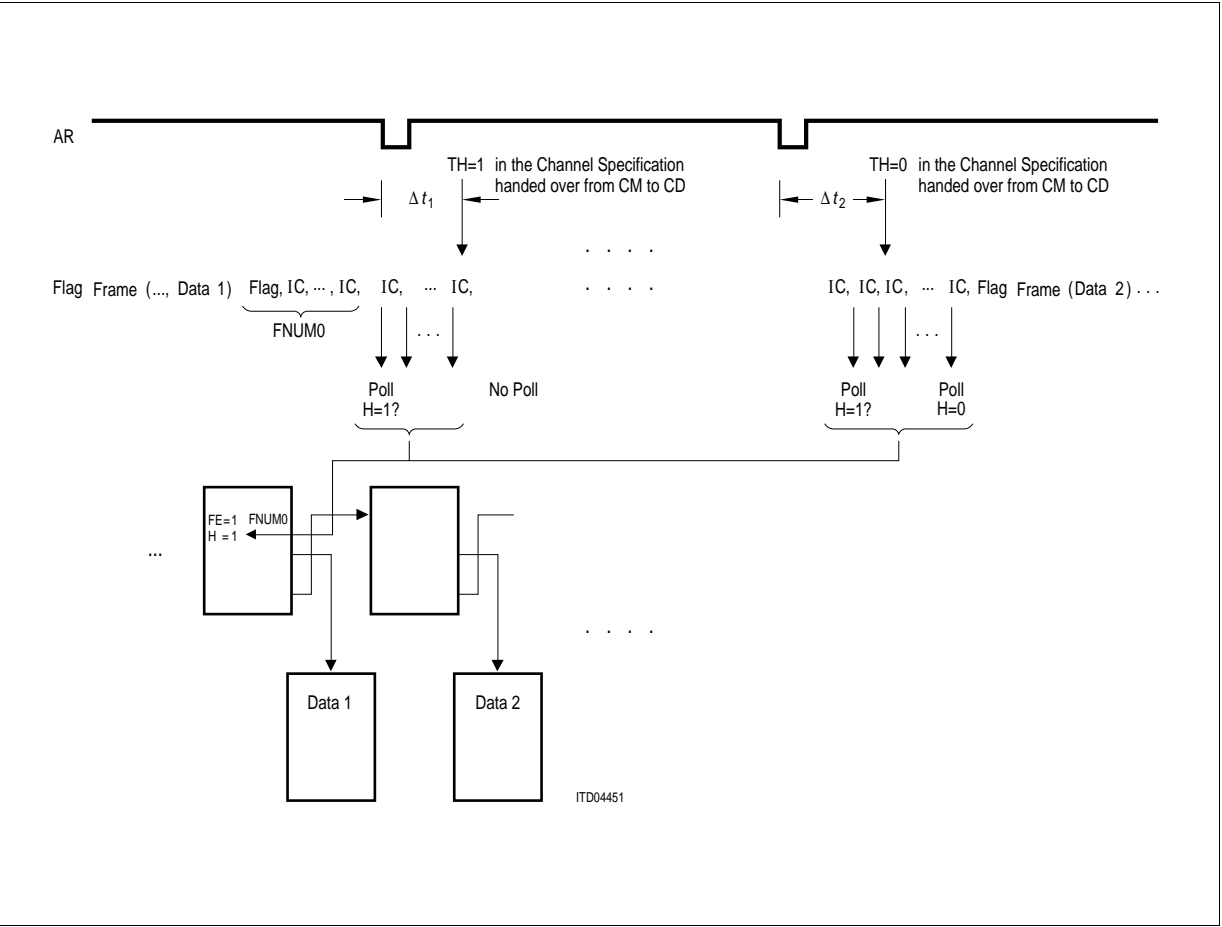 AR
TH=1 in the Channel Specification
handed over from CM to CD
TH=0 in the Channel Specification
handed over from CM to CD
Δt1
Δt2
. . . .
Flag Frame (..., Data 1) Flag, IC, ... , IC, IC, ... IC, . . . . IC, IC, IC, ... IC, Flag Frame (Data 2) . . .
FNUM0
. . .
. . .
Poll
H=1?
No Poll
Poll
H=1?
Poll
H=0
FE=1 FNUM0
H =1
...
. . . .
Data 1
Data 2
ITD04451